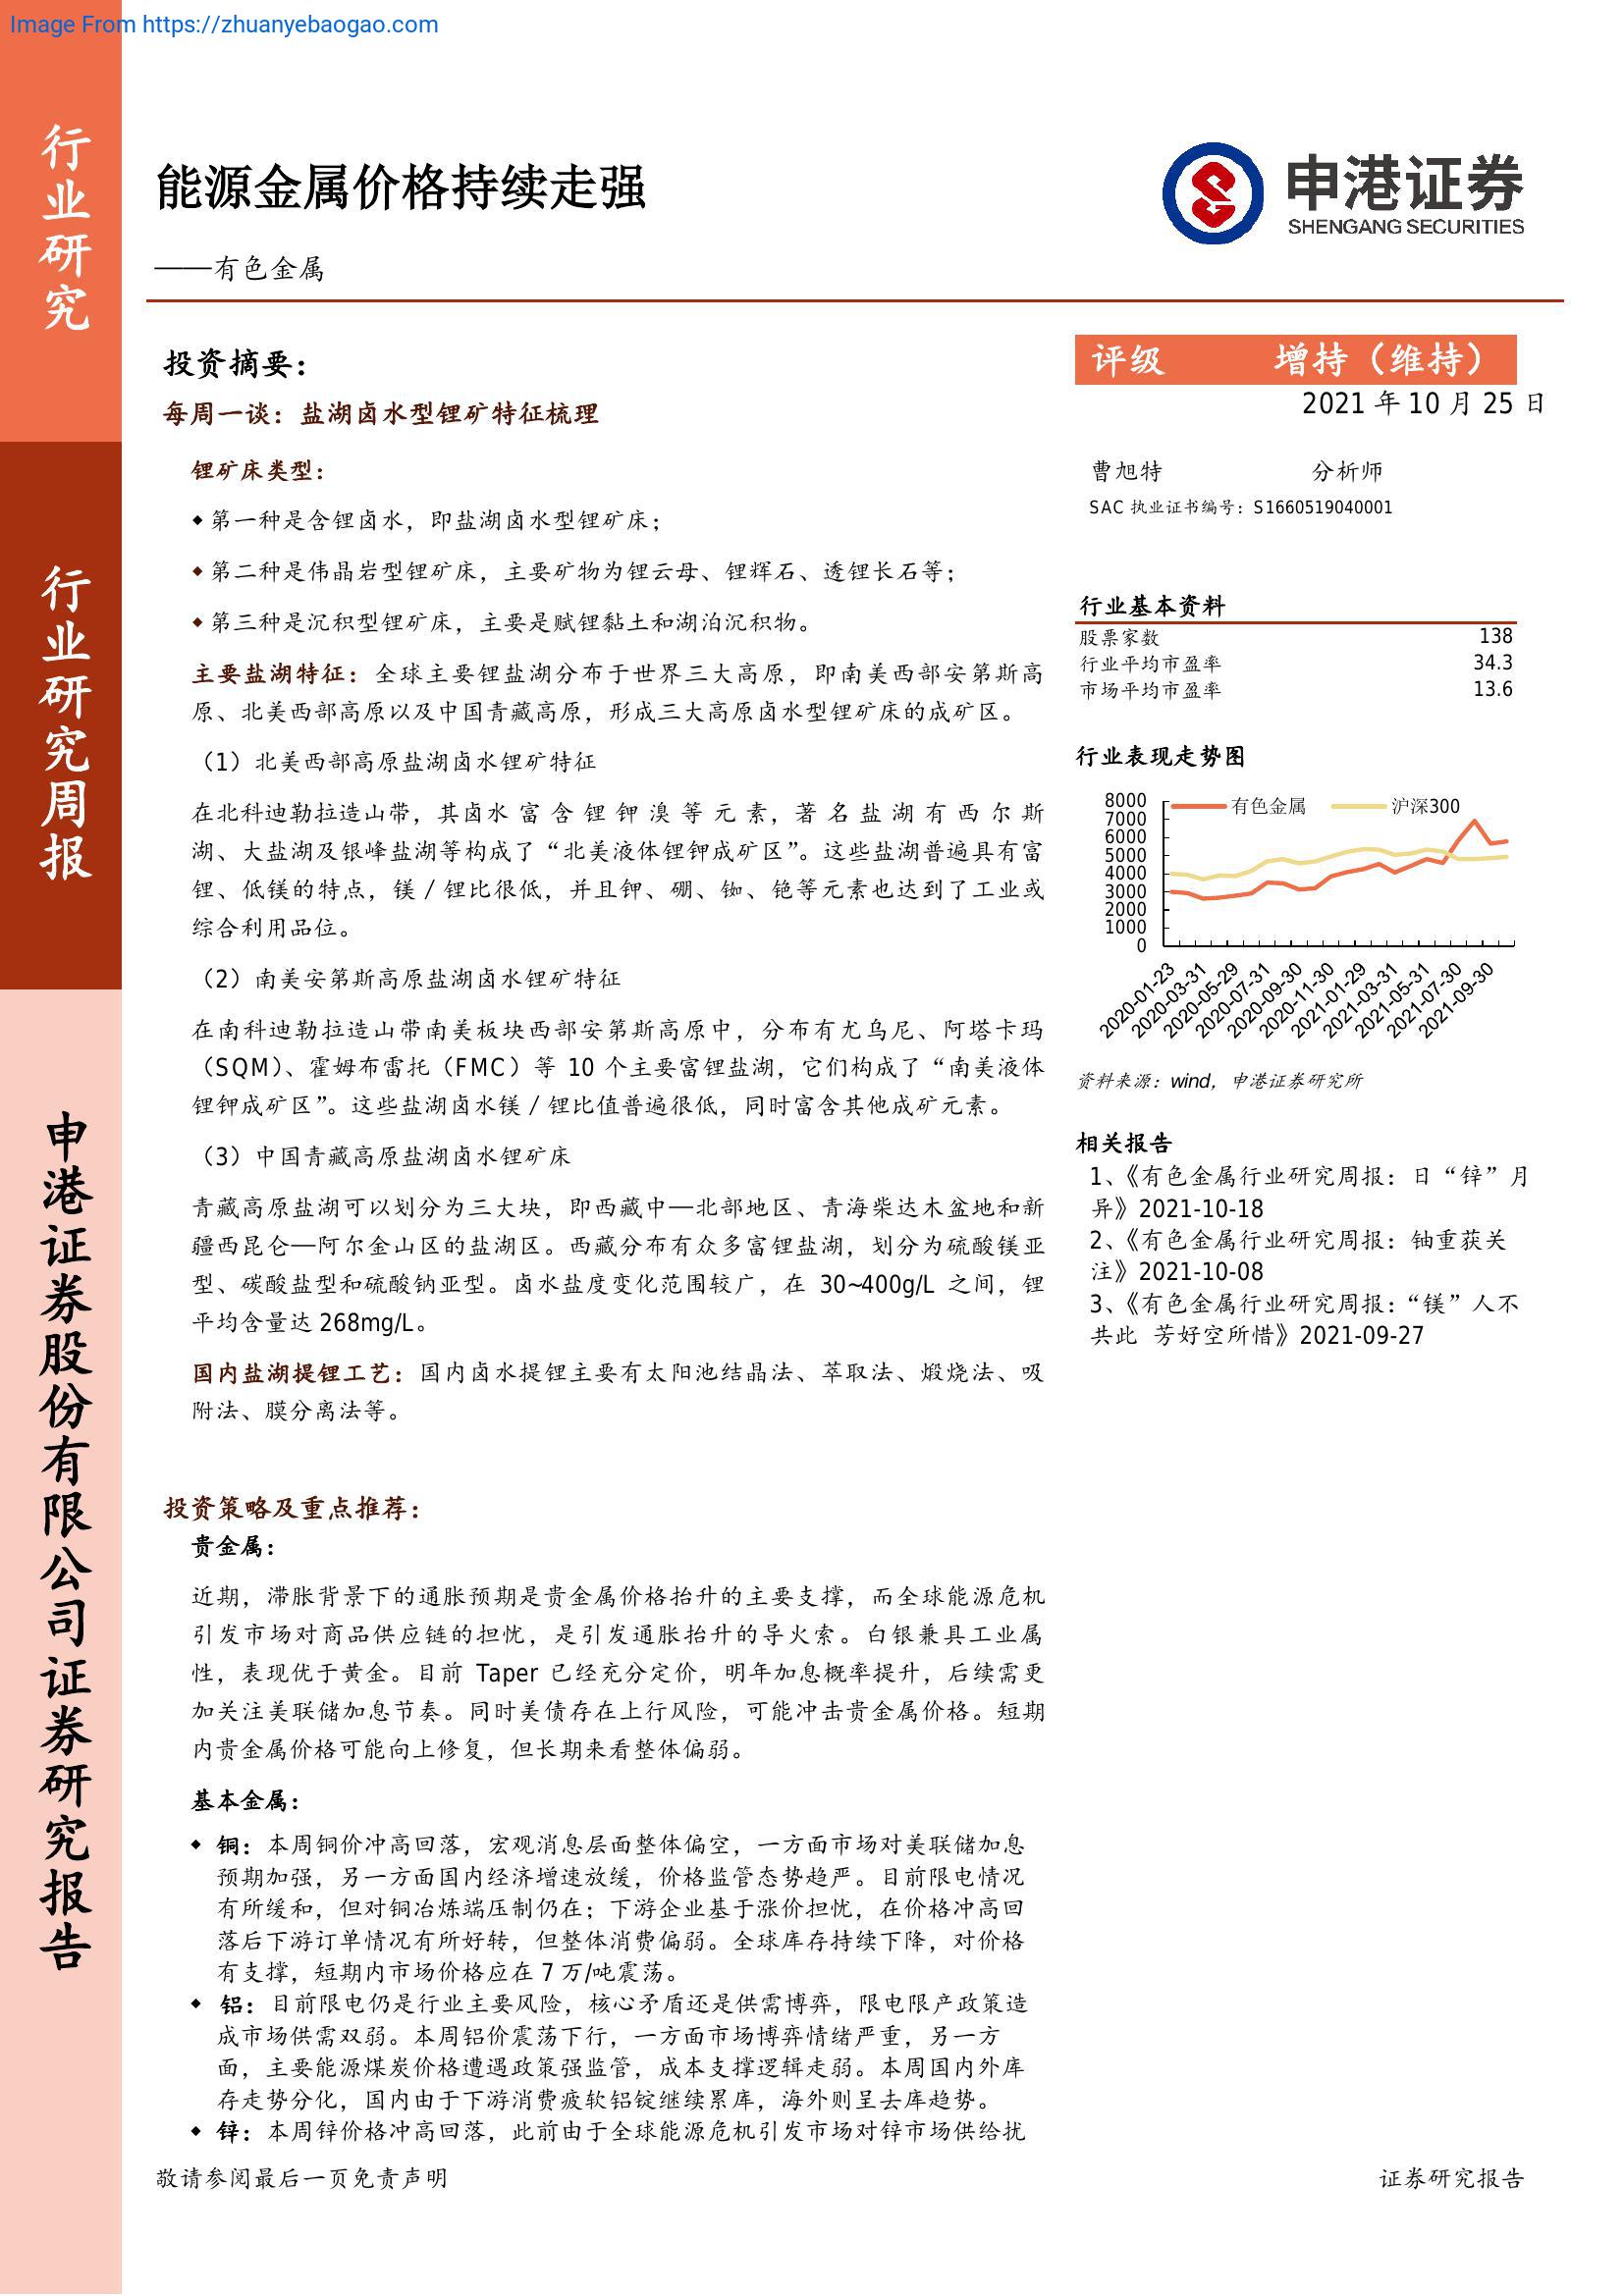 Image From https://zhuanyebaogao.com
行业研究
行业研究周报
申港证券股份有限公司证券研究报告
能源金属价格持续走强
——有色金属
申港证券
SHENGANG SECURITIES
投资摘要：
每周一谈：盐湖卤水型锂矿特征梳理
锂矿床类型：
◆第一种是含锂卤水，即盐湖卤水型锂矿床；
◆第二种是伟晶岩型锂矿床，主要矿物为锂云母、锂辉石、透锂长石等；
◆第三种是沉积型锂矿床，主要是赋锂黏土和湖泊沉积物。
主要盐湖特征：全球主要锂盐湖分布于世界三大高原，即南美西部安第斯高
原、北美西部高原以及中国青藏高原，形成三大高原卤水型锂矿床的成矿区。
（1）北美西部高原盐湖卤水锂矿特征
在北科迪勒拉造山带，其卤水富含锂钾溴等元素，著名盐湖有西尔斯
湖、大盐湖及银峰盐湖等构成了“北美液体锂钾成矿区”。这些盐湖普遍具有富
锂、低镁的特点，镁/锂比很低，并且钾、硼、铷、铯等元素也达到了工业或
综合利用品位。
（2）南美安第斯高原盐湖卤水锂矿特征
在南科迪勒拉造山带南美板块西部安第斯高原中，分布有尤乌尼、阿塔卡玛
（SQM）、霍姆布雷托（FMC）等 10 个主要富锂盐湖，它们构成了“南美液体
锂钾成矿区”。这些盐湖卤水镁/锂比值普遍很低，同时富含其他成矿元素。
（3）中国青藏高原盐湖卤水锂矿床
青藏高原盐湖可以划分为三大块，即西藏中—北部地区、青海柴达木盆地和新
疆西昆仑—阿尔金山区的盐湖区。西藏分布有众多富锂盐湖，划分为硫酸镁亚
型、碳酸盐型和硫酸钠亚型。卤水盐度变化范围较广，在 30~400g/L 之间，锂
平均含量达 268mg/L。
国内盐湖提锂工艺：国内卤水提锂主要有太阳池结晶法、萃取法、煅烧法、吸
附法、膜分离法等。
投资策略及重点推荐：
贵金属：
近期，滞胀背景下的通胀预期是贵金属价格抬升的主要支撑，而全球能源危机
引发市场对商品供应链的担忧，是引发通胀抬升的导火索。白银兼具工业属
性，表现优于黄金。目前 Taper 已经充分定价，明年加息概率提升，后续需更
加关注美联储加息节奏。同时美债存在上行风险，可能冲击贵金属价格。短期
内贵金属价格可能向上修复，但长期来看整体偏弱。
基本金属：
◆ 铜：本周铜价冲高回落，宏观消息层面整体偏空，一方面市场对美联储加息
预期加强，另一方面国内经济增速放缓，价格监管态势趋严。目前限电情况
有所缓和，但对铜冶炼端压制仍在；下游企业基于涨价担忧，在价格冲高回
落后下游订单情况有所好转，但整体消费偏弱。全球库存持续下降，对价格
有支撑，短期内市场价格应在 7 万/吨震荡。
◆ 铝：目前限电仍是行业主要风险，核心矛盾还是供需博弈，限电限产政策造
成市场供需双弱。本周铝价震荡下行，一方面市场博弈情绪严重，另一方
面，主要能源煤炭价格遭遇政策强监管，成本支撑逻辑走弱。本周国内外库
存走势分化，国内由于下游消费疲软铝锭继续累库，海外则呈去库趋势。
◆ 锌：本周锌价格冲高回落，此前由于全球能源危机引发市场对锌市场供给扰
评级 增持（维持）
2021 年 10 月 25 日
曹旭特 分析师
SAC 执业证书编号：S1660519040001
行业基本资料
股票家数 138
行业平均市盈率 34.3
市场平均市盈率 13.6
行业表现走势图
有色金属 沪深300
8000
7000
6000
5000
4000
3000
2000
1000
0
2020-01-23
2020-03-31
2020-05-29
2020-07-31
2020-09-30
2020-11-30
2021-01-29
2021-03-31
2021-05-31
2021-07-30
2021-09-30
资料来源：wind，申港证券研究所
相关报告
1、《有色金属行业研究周报：日“锌”月
异》2021-10-18
2、《有色金属行业研究周报：铀重获关
注》2021-10-08
3、《有色金属行业研究周报：“镁”人不
共此 芳好空所惜》2021-09-27
敬请参阅最后一页免责声明
证券研究报告